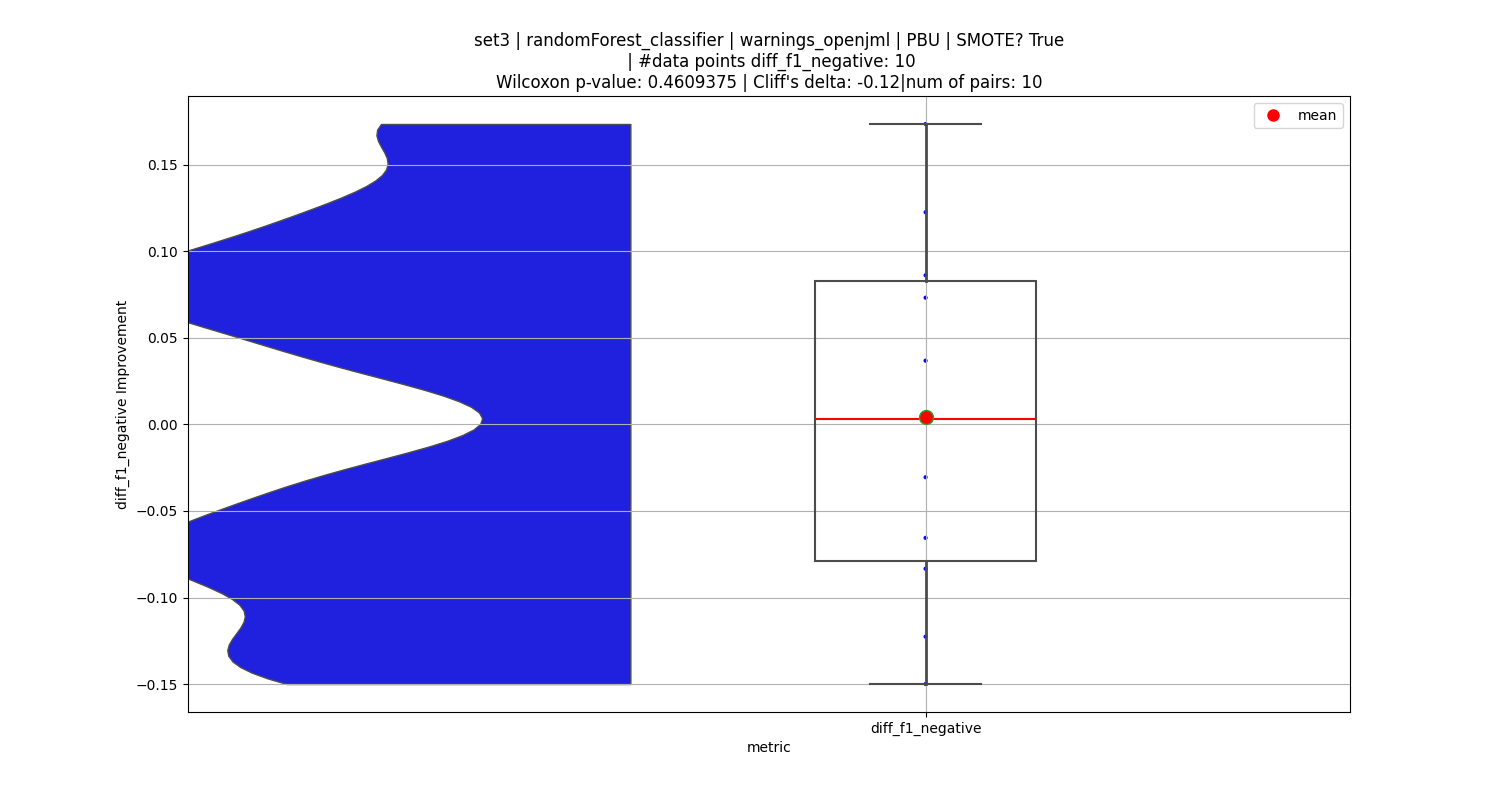 set3 | randomForest_classifier | warnings_openjml | PBU | SMOTE? True
| #data points diff_f1_negative: 10
Wilcoxon p-value: 0.4609375 | Cliff's delta: -0.12|num of pairs: 10
mean
0.15
0.10
0.05
0.00
−0.05
−0.10
−0.15
diff_f1_negative Improvement
diff_f1_negative
metric